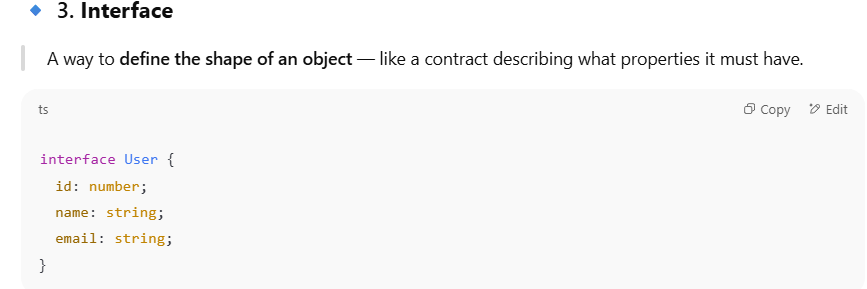 3. Interface
A way to define the shape of an object — like a contract describing what properties it must have.
ts
Copy
Edit
interface User {
  id: number;
  name: string;
  email: string;
}